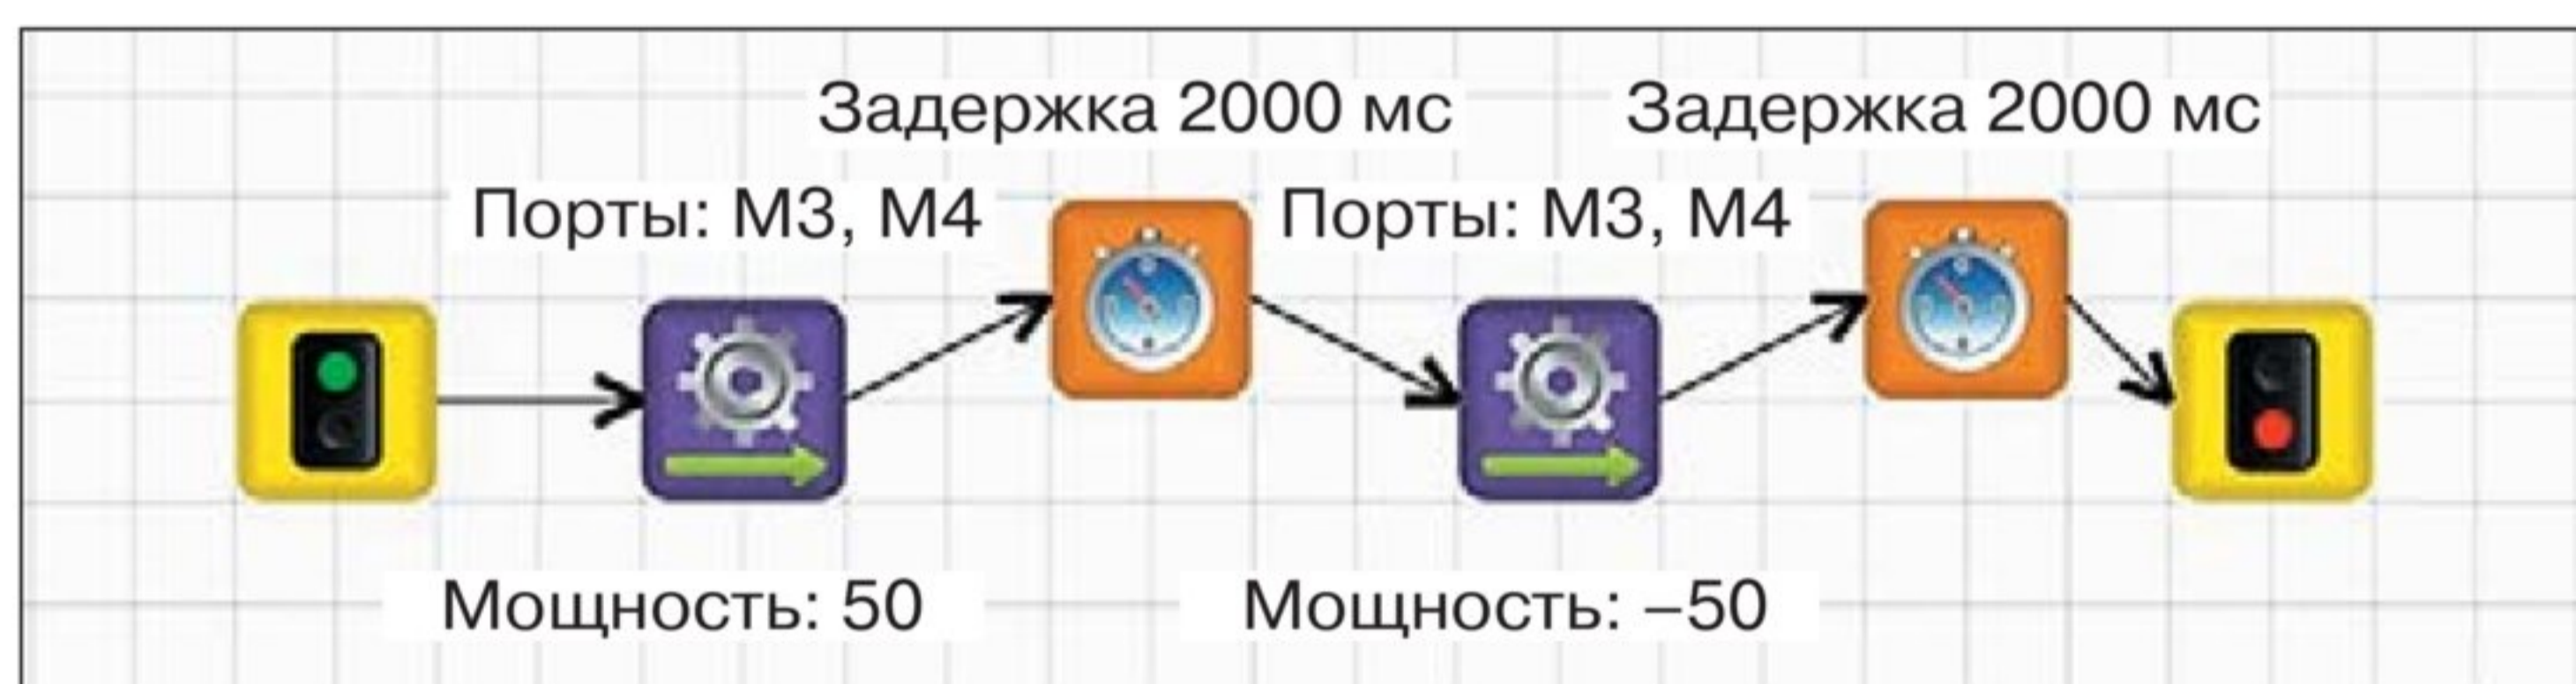 Задержка 2000 мс
Задержка 2000 мс
Порты: М3, М4
Порты: М3, М4
Мощность: 50
Мощность: –50